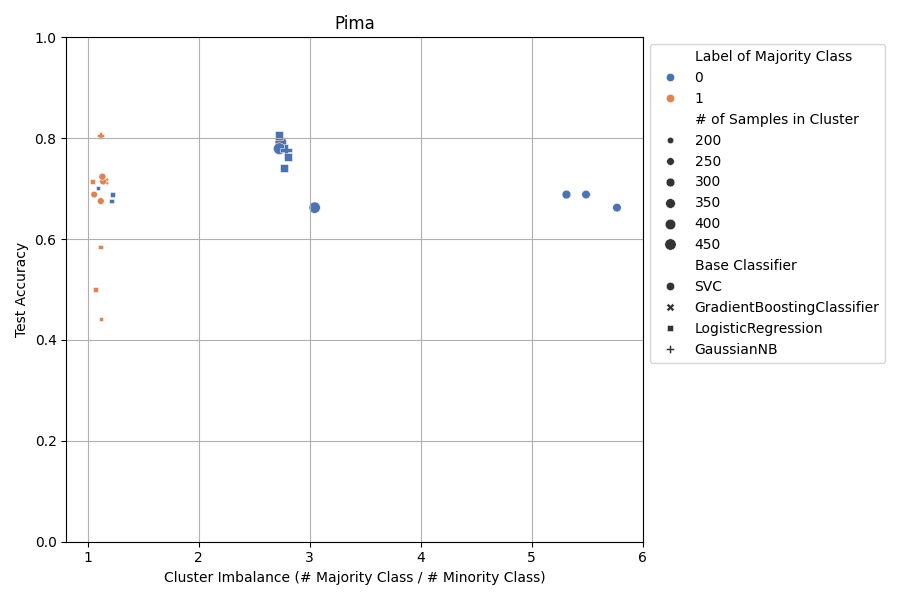 Pima
1.0
0.8
0.6
0.4
0.2
0.0
Test Accuracy
1 2 3 4 5 6
Cluster Imbalance (# Majority Class / # Minority Class)
Label of Majority Class
0
1
# of Samples in Cluster
200
250
300
350
400
450
Base Classifier
SVC
GradientBoostingClassifier
LogisticRegression
GaussianNB